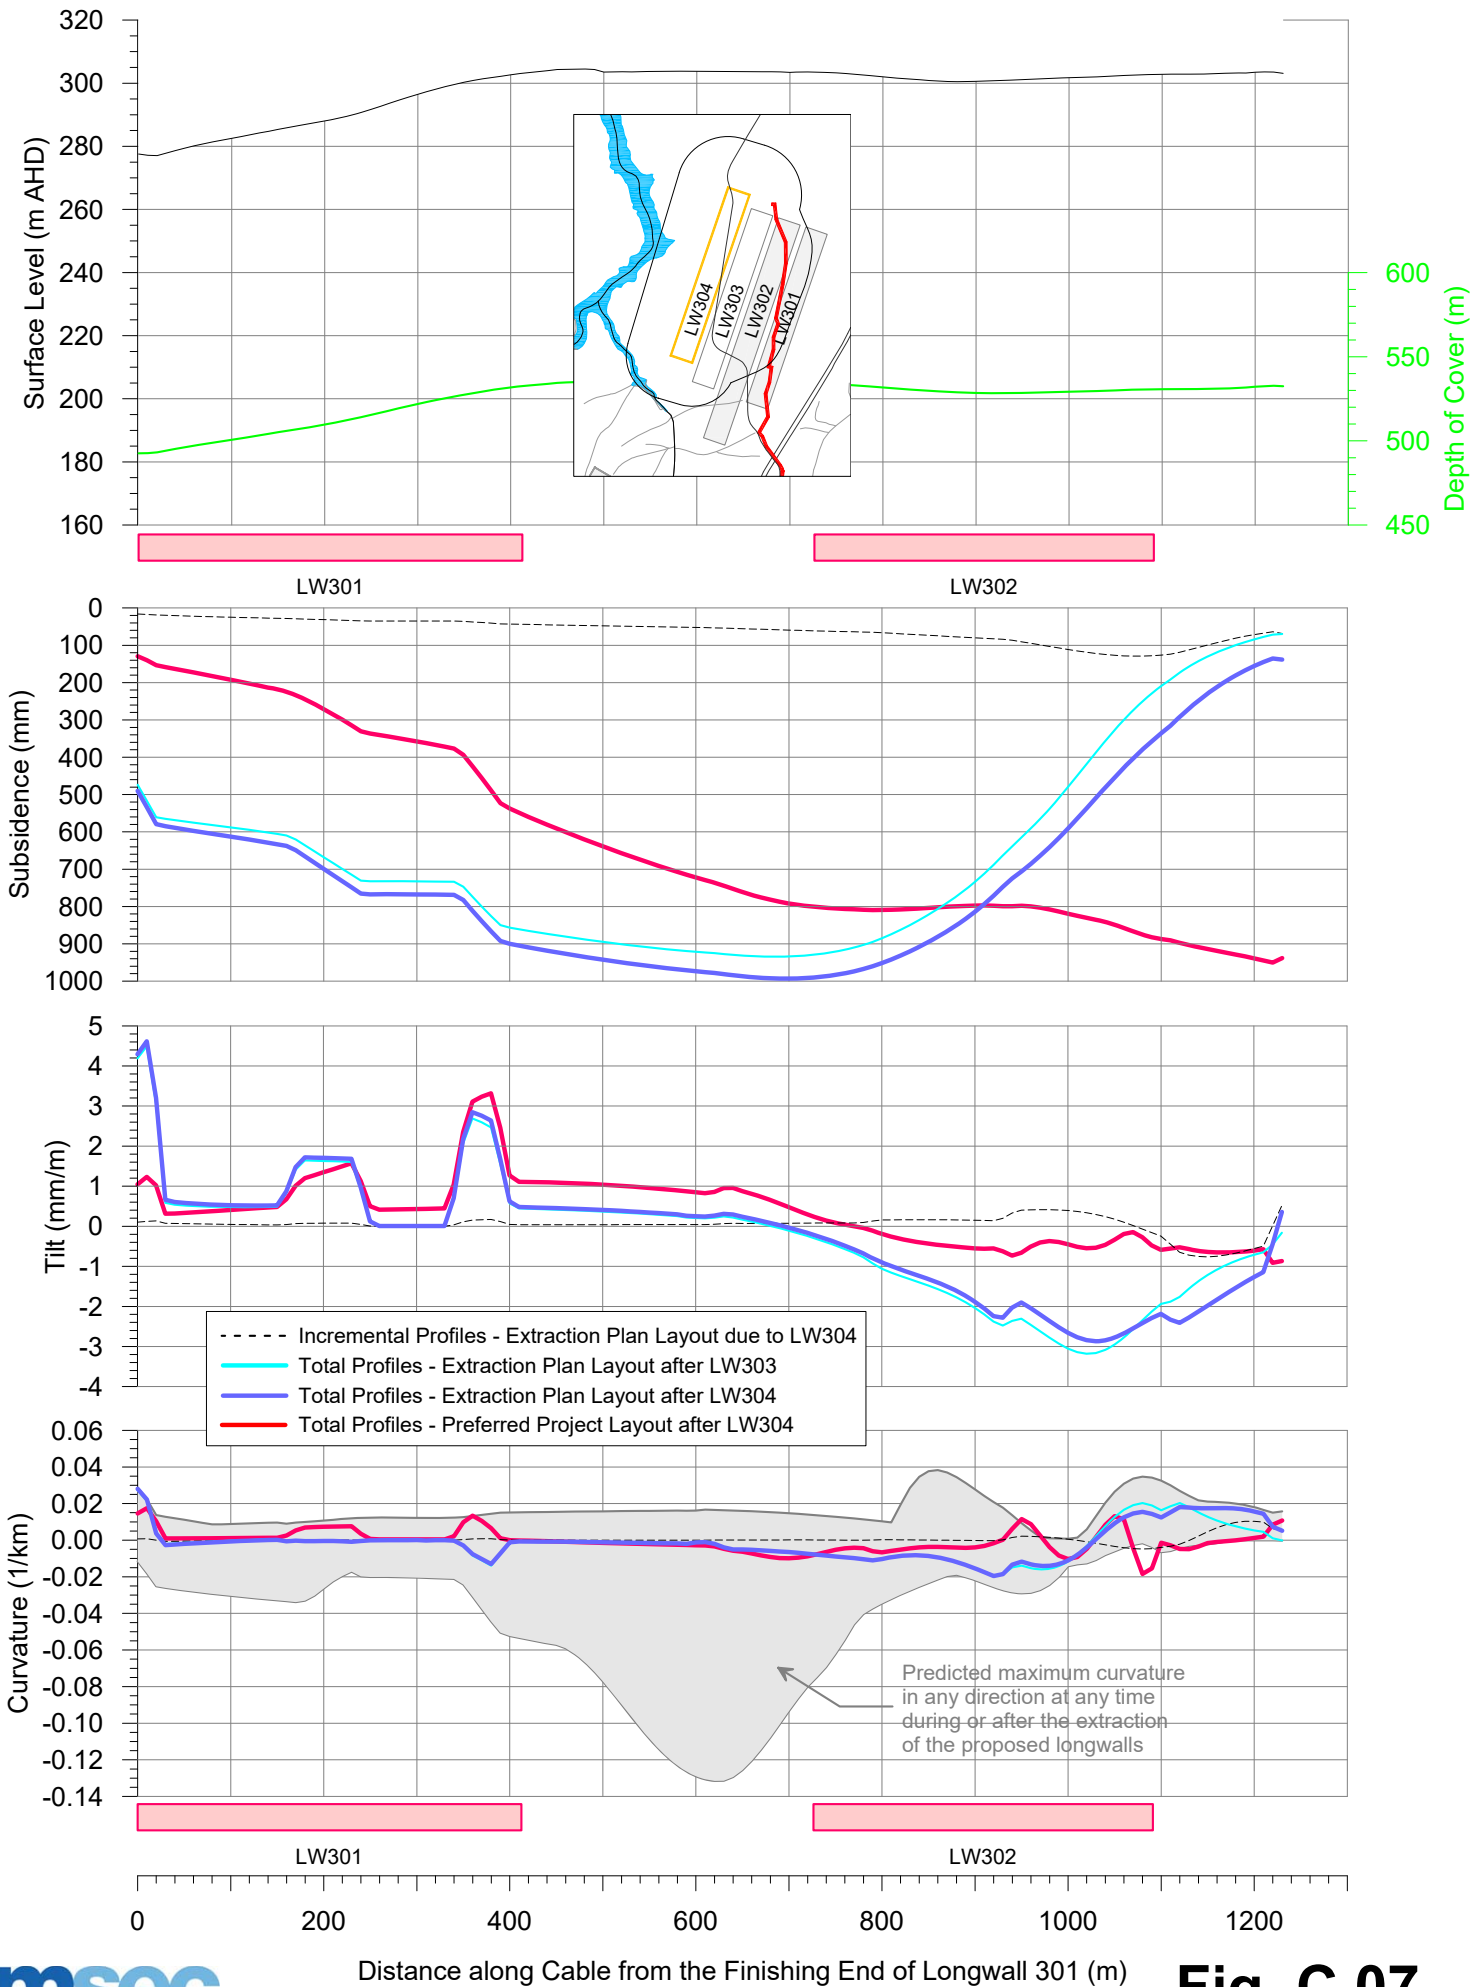 320
300
280
260
240
220
200
180
160
Surface Level (m AHD)
600
550
500
450
Depth of Cover (m)
LW304
LW303
LW302
LW301
LW301
LW302
0
100
200
300
400
500
600
700
800
900
1000
Subsidence (mm)
5
4
3
2
1
0
-1
-2
-3
-4
Tilt (mm/m)
Incremental Profiles - Extraction Plan Layout due to LW304
Total Profiles - Extraction Plan Layout after LW303
Total Profiles - Extraction Plan Layout after LW304
Total Profiles - Preferred Project Layout after LW304
0.06
0.04
0.02
0.00
-0.02
-0.04
-0.06
-0.08
-0.10
-0.12
-0.14
Curvature (1/km)
Predicted maximum curvature
in any direction at any time
during or after the extraction
of the proposed longwalls
LW301
LW302
0
200
400
600
800
1000
1200
Distance along Cable from the Finishing End of Longwall 301 (m)
msec
Fig. C.07